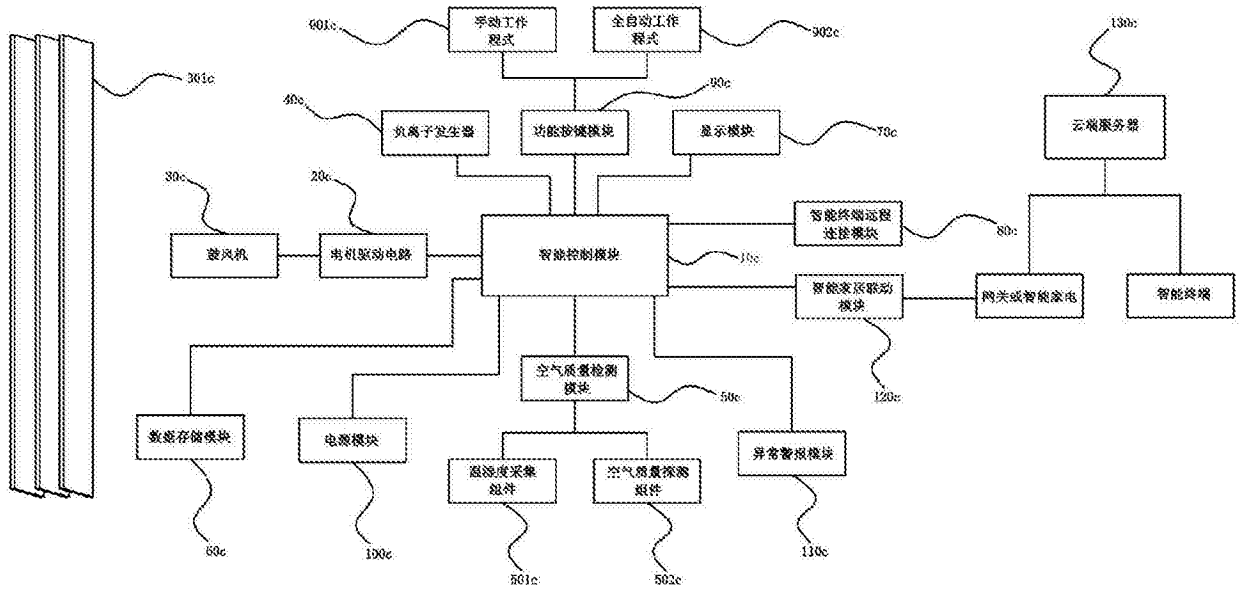 901c
手动工作
程式
全自动工作
程式
902c
130c
301c
90c
40c
负离子发生器
功能按键模块
显示模块
70c
云端服务器
30c
20c
智能终端远程
连接模块
80c
鼓风机
电机驱动电路
智能控制模块
10c
智能家居联动
模块
网关或智能家电
智能终端
空气质量检测
模块
50c
120c
数据存储模块
电源模块
温湿度采集
组件
空气质量探测
组件
异常警报模块
60c
100c
501c
502c
110c